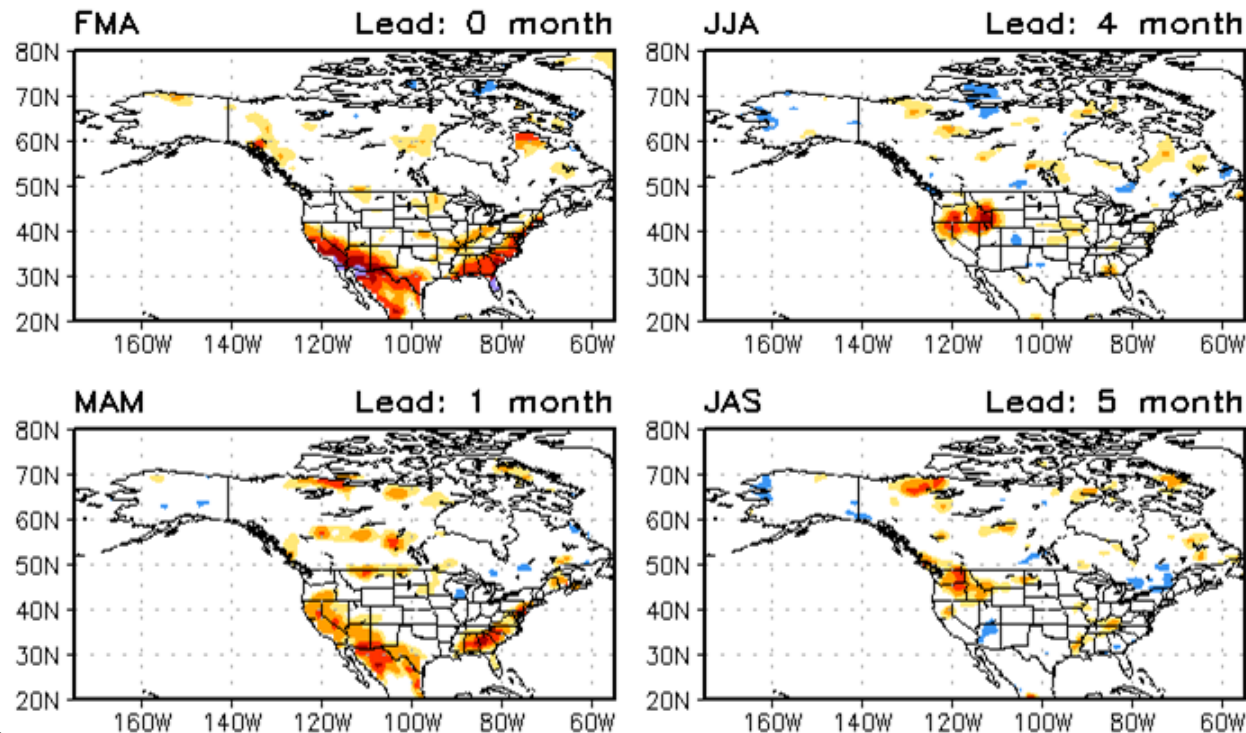 FMA Lead: 0 month
80N
70N
60N
50N
40N
30N
20N
160W 140W 120W 100W 80W 60W
JJA Lead: 4 month
80N
70N
60N
50N
40N
30N
20N
160W 140W 120W 100W 80W 60W
MAM Lead: 1 month
80N
70N
60N
50N
40N
30N
20N
160W 140W 120W 100W 80W 60W
JAS Lead: 5 month
80N
70N
60N
50N
40N
30N
20N
160W 140W 120W 100W 80W 60W